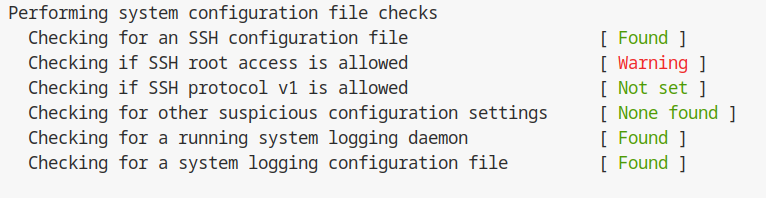 Performing system configuration file checks
Checking for an SSH configuration file [ Found ]
Checking if SSH root access is allowed [ Warning ]
Checking if SSH protocol v1 is allowed [ Not set ]
Checking for other suspicious configuration settings [ None found ]
Checking for a running system logging daemon [ Found ]
Checking for a system logging configuration file [ Found ]